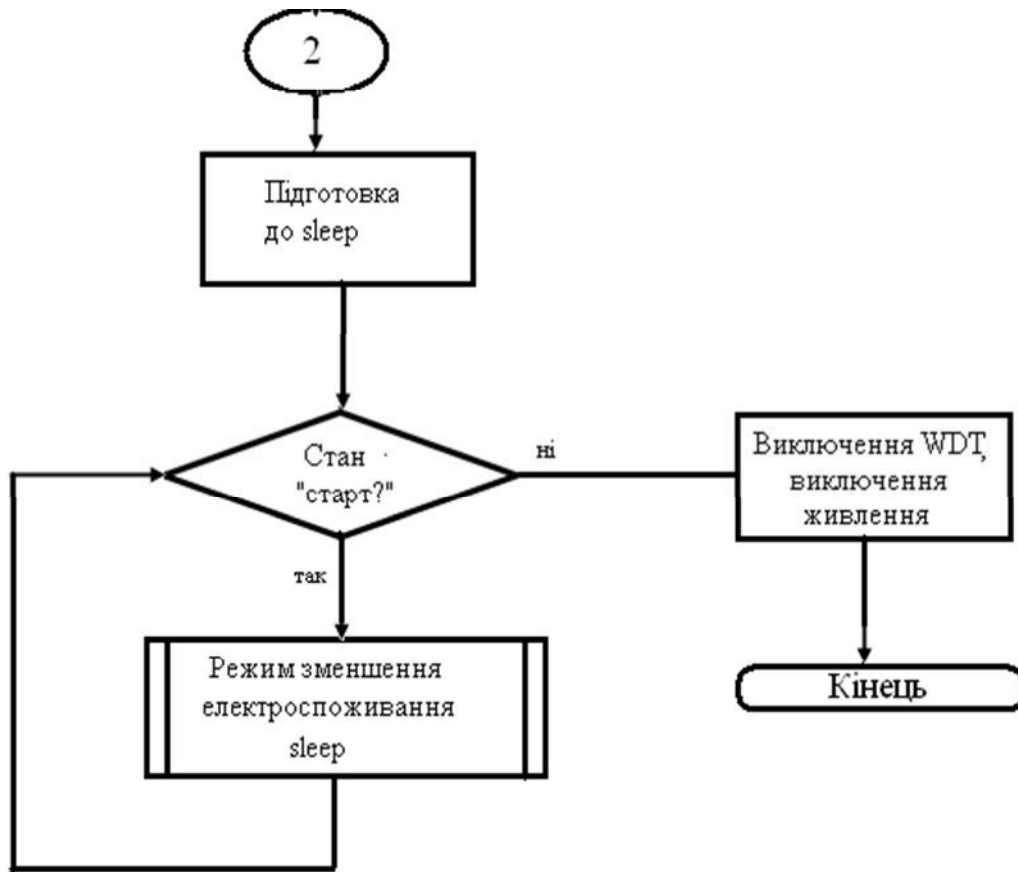 2
Підготовка
до sleep
Стан
"старт?"
ні
Виключення WDT,
виключення
живлення
так
Режим зменшення
електроспоживання
sleep
Кінець